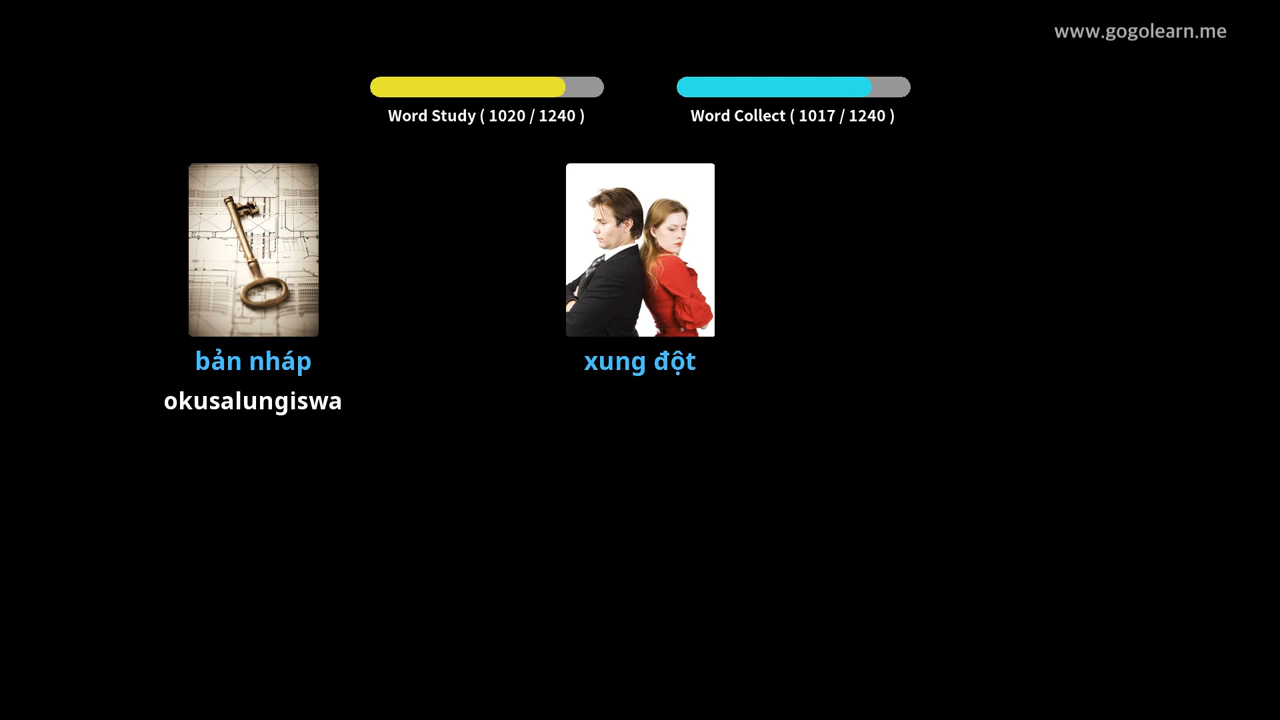 www.gogolearn.me
Word Study ( 1020 / 1240 )
Word Collect ( 1017 / 1240 )
bản nháp
okusalungiswa
xung đột